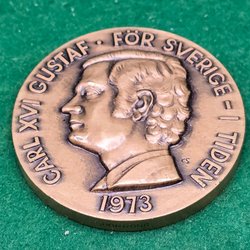 CARL XVI GUSTAF · FÖR SVERIGE – I TIDEN
1973